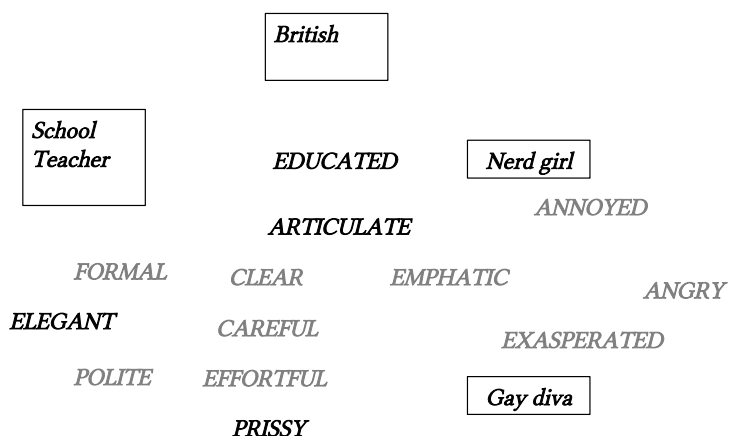 British
School
Teacher
EDUCATED
Nerd girl
ANNOYED
ARTICULATE
FORMAL
CLEAR
EMPHATIC
ANGRY
ELEGANT
CAREFUL
EXASPERATED
POLITE
EFFORTFUL
Gay diva
PRISSY